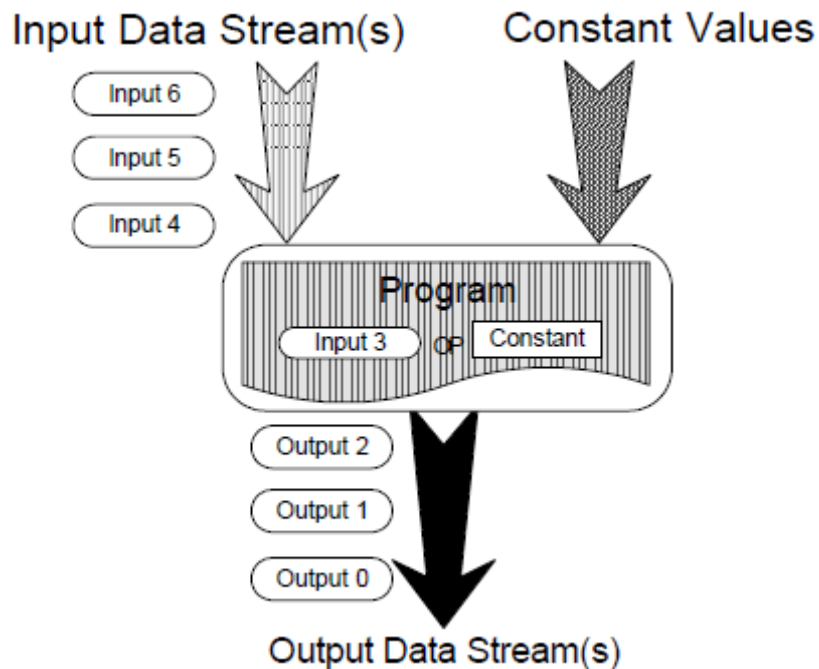 Input Data Stream(s)
Constant Values
Input 6
Input 5
Input 4
Program
Input 3 OP Constant
Output 2
Output 1
Output 0
Output Data Stream(s)